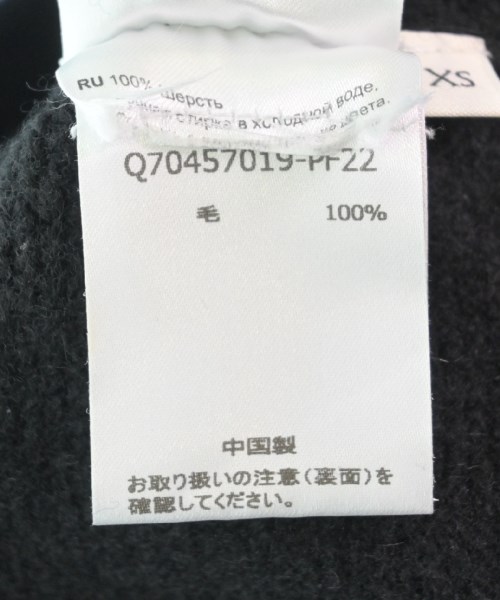 XS
RU 100% шерсть
стирка в холодной воде,
Q70457019-PF22
毛 100%
中国製
お取り扱いの注意(裏面)を
確認してください。